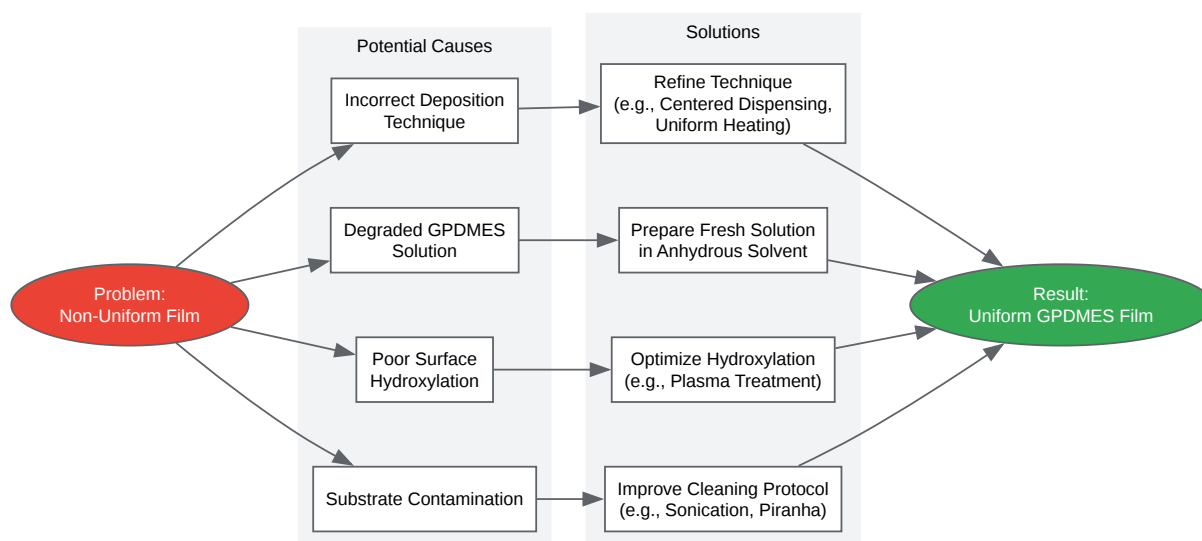 Potential Causes
Solutions
Incorrect Deposition
Technique
Refine Technique
(e.g., Centered Dispensing,
Uniform Heating)
Degraded GPDMES
Solution
Prepare Fresh Solution
in Anhydrous Solvent
Problem:
Non-Uniform Film
Result:
Uniform GPDMES Film
Poor Surface
Hydroxylation
Optimize Hydroxylation
(e.g., Plasma Treatment)
Substrate Contamination
Improve Cleaning Protocol
(e.g., Sonication, Piranha)